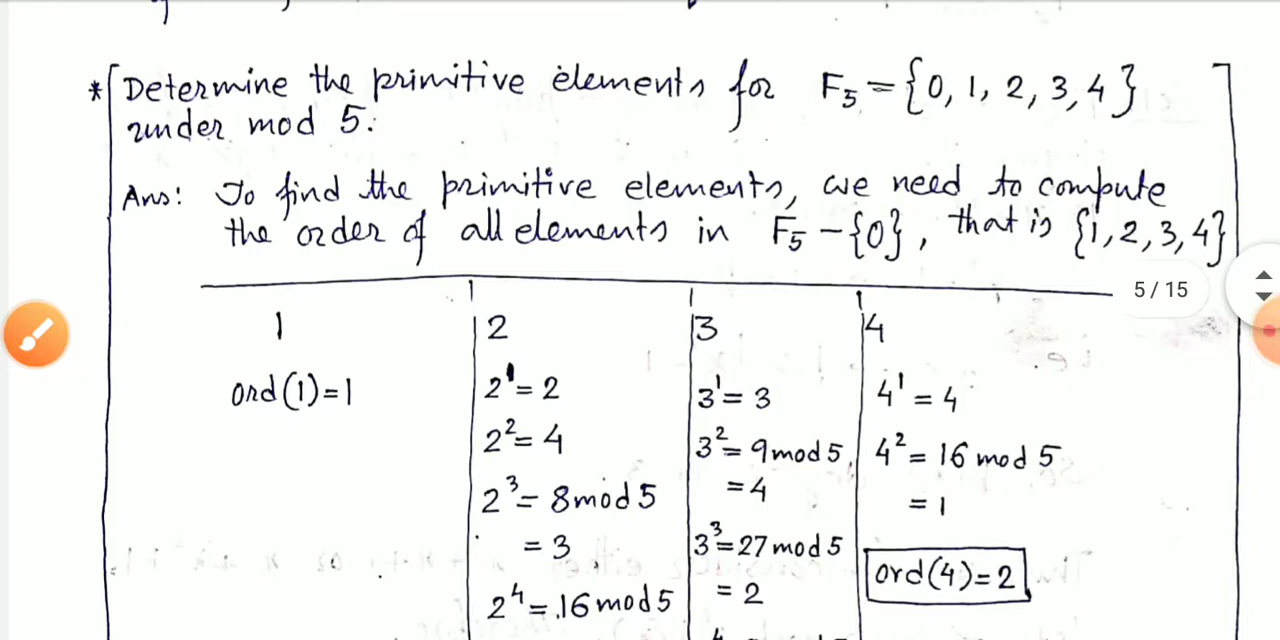 * Determine the primitive elements for F₅ = {0, 1, 2, 3, 4}
under mod 5.
Ans: To find the primitive elements, we need to compute
the order of all elements in F₅ - {0}, that is {1, 2, 3, 4}
5 / 15
1 2 3 4
ord(1)=1 2¹ = 2 3¹ = 3 4¹ = 4
2² = 4 3² = 9 mod 5 4² = 16 mod 5
2³ = 8 mod 5 = 4 = 1
= 3 3³ = 27 mod 5 ord(4) = 2
2⁴ = 16 mod 5 = 2